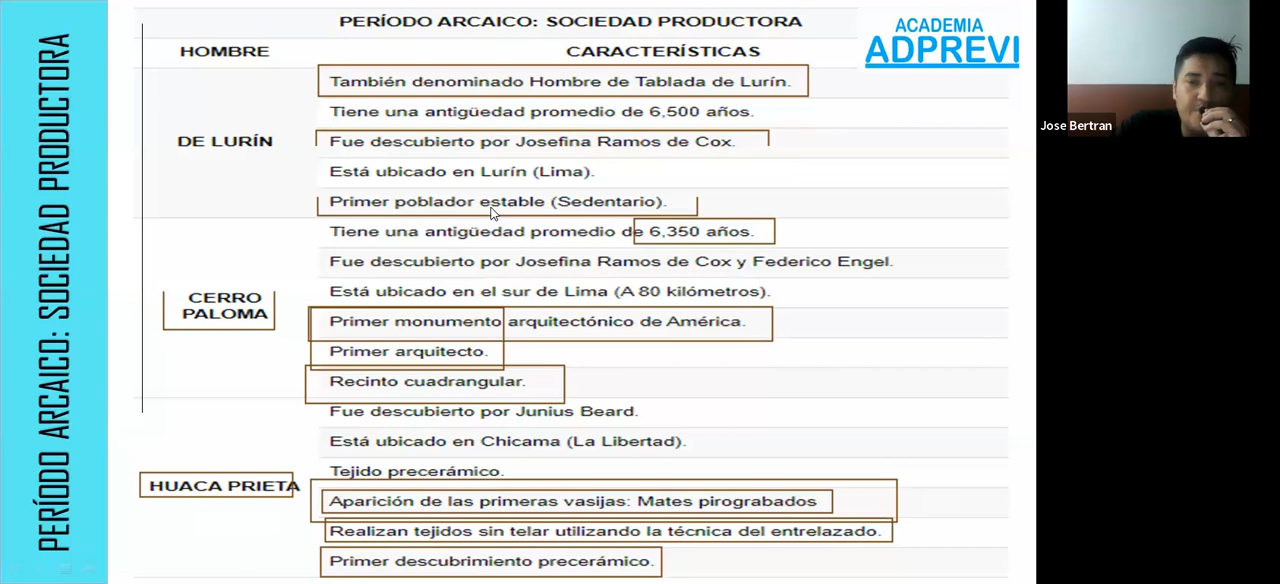 PERÍODO ARCAICO: SOCIEDAD PRODUCTORA
PERÍODO ARCAICO: SOCIEDAD PRODUCTORA
ACADEMIA
ADPREVI
HOMBRE CARACTERÍSTICAS
DE LURÍN
También denominado Hombre de Tablada de Lurín.
Tiene una antigüedad promedio de 6,500 años.
Fue descubierto por Josefina Ramos de Cox.
Está ubicado en Lurín (Lima).
Primer poblador estable (Sedentario).
CERRO
PALOMA
Tiene una antigüedad promedio de 6,350 años.
Fue descubierto por Josefina Ramos de Cox y Federico Engel.
Está ubicado en el sur de Lima (A 80 kilómetros).
Primer monumento arquitectónico de América.
Primer arquitecto.
Recinto cuadrangular.
HUACA PRIETA
Fue descubierto por Junius Beard.
Está ubicado en Chicama (La Libertad).
Tejido precerámico.
Aparición de las primeras vasijas: Mates pirograbados
Realizan tejidos sin telar utilizando la técnica del entrelazado.
Primer descubrimiento precerámico.
Jose Bertran